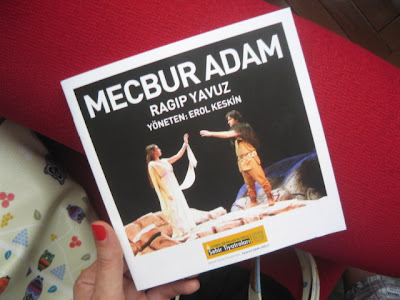 MECBUR ADAM
RAGIP YAVUZ
YÖNETEN: EROL KESKİN
Şehir Tiyatroları